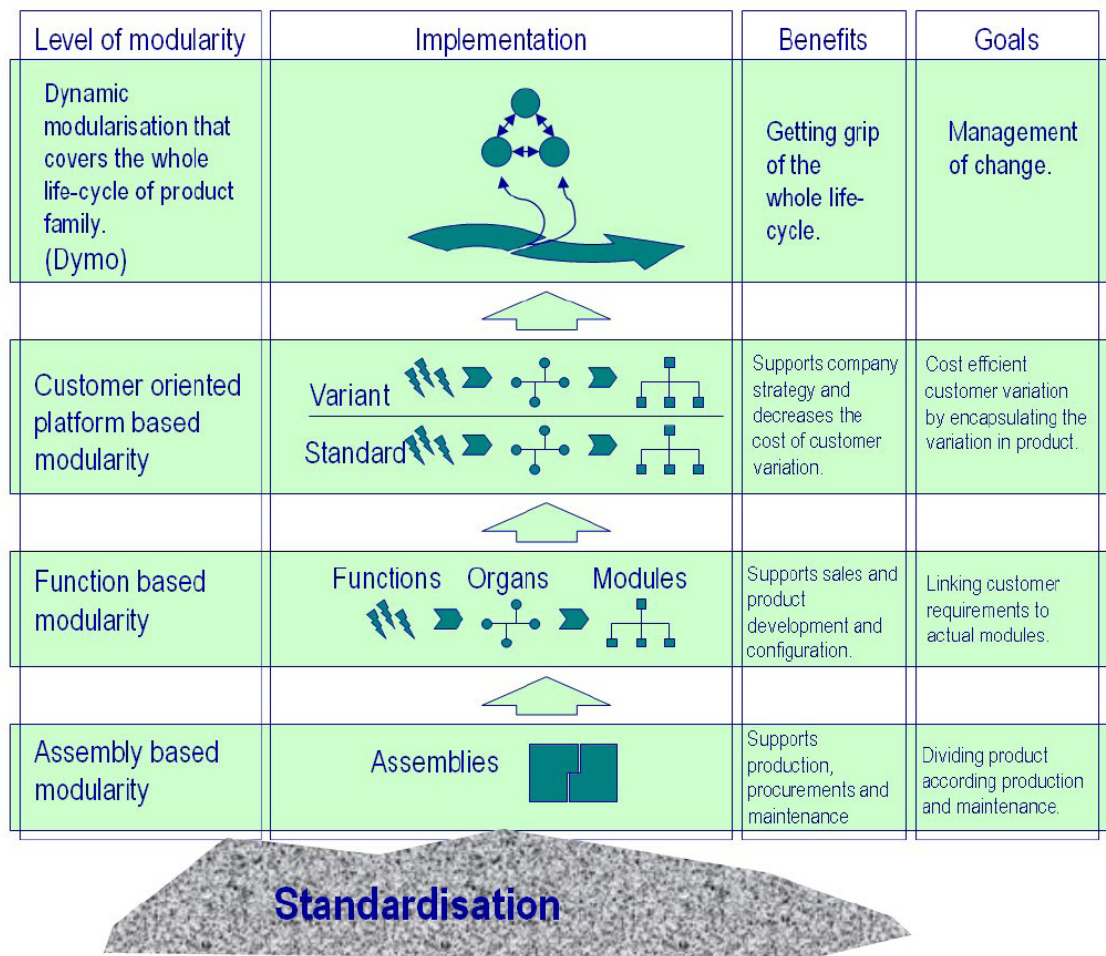 Level of modularity
Implementation
Benefits
Goals
Dynamic
modularisation that
covers the whole
life-cycle of product
family.
(Dymo)
Getting grip
of the
whole life-
cycle.
Management
of change.
Customer oriented
platform based
modularity
Variant
Standard
Supports company
strategy and
decreases the
cost of customer
variation.
Cost efficient
customer variation
by encapsulating the
variation in product.
Function based
modularity
Functions
Organs
Modules
Supports sales and
product
development and
configuration.
Linking customer
requirements to
actual modules.
Assembly based
modularity
Assemblies
Supports
production,
procurements and
maintenance
Dividing product
according production
and maintenance.
Standardisation